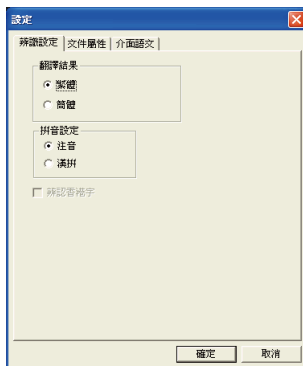 設定
辨識設定 文件屬性 介面語文
翻譯結果
繁體
簡體
拼音設定
注音
漢拼
辨認香港字
確定 取消